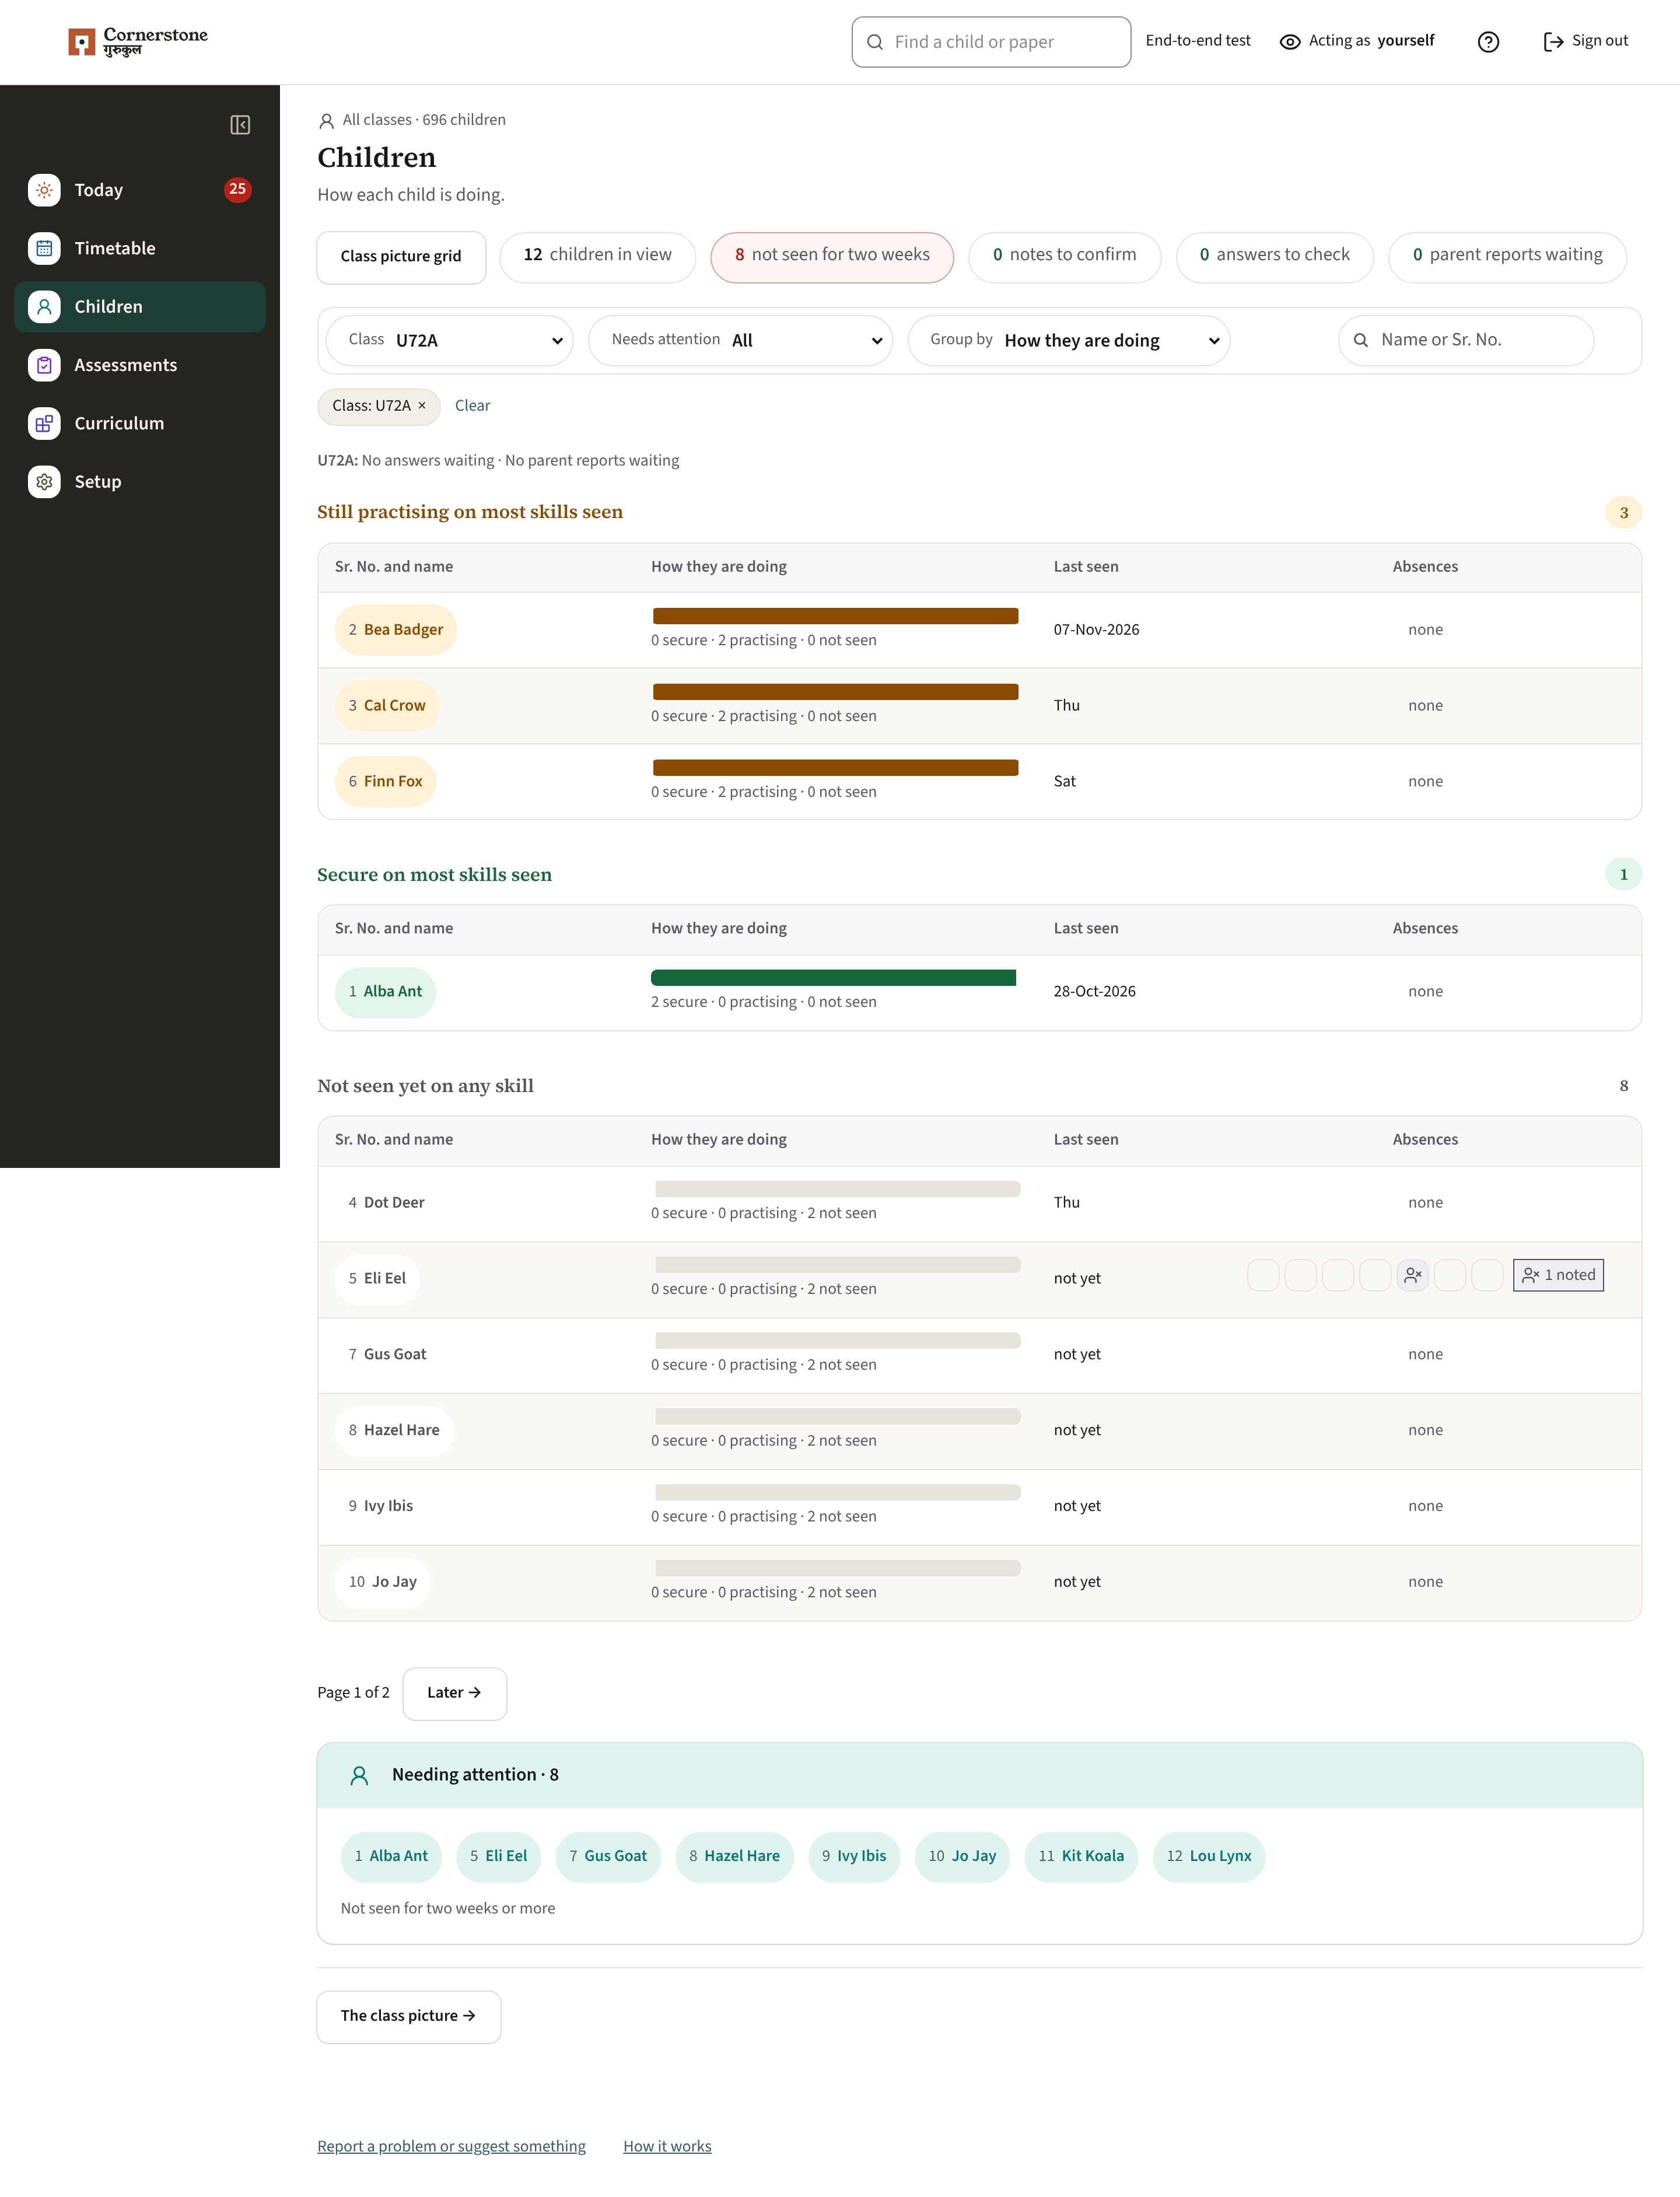 Cornerstone
गुरुकुल
Find a child or paper
End-to-end test
Acting as yourself
Sign out
Today 25
Timetable
Children
Assessments
Curriculum
Setup
All classes · 696 children
Children
How each child is doing.
Class picture grid
12 children in view
8 not seen for two weeks
0 notes to confirm
0 answers to check
0 parent reports waiting
Class U72A
Needs attention All
Group by How they are doing
Name or Sr. No.
Class: U72A ×
Clear
U72A: No answers waiting · No parent reports waiting
Still practising on most skills seen 3
Sr. No. and name How they are doing Last seen Absences
2 Bea Badger 07-Nov-2026 none
0 secure · 2 practising · 0 not seen
3 Cal Crow Thu none
0 secure · 2 practising · 0 not seen
6 Finn Fox Sat none
0 secure · 2 practising · 0 not seen
Secure on most skills seen 1
Sr. No. and name How they are doing Last seen Absences
1 Alba Ant 28-Oct-2026 none
2 secure · 0 practising · 0 not seen
Not seen yet on any skill 8
Sr. No. and name How they are doing Last seen Absences
4 Dot Deer Thu none
0 secure · 0 practising · 2 not seen
5 Eli Eel not yet 1 noted
0 secure · 0 practising · 2 not seen
7 Gus Goat not yet none
0 secure · 0 practising · 2 not seen
8 Hazel Hare not yet none
0 secure · 0 practising · 2 not seen
9 Ivy Ibis not yet none
0 secure · 0 practising · 2 not seen
10 Jo Jay not yet none
0 secure · 0 practising · 2 not seen
Page 1 of 2
Later →
Needing attention · 8
1 Alba Ant
5 Eli Eel
7 Gus Goat
8 Hazel Hare
9 Ivy Ibis
10 Jo Jay
11 Kit Koala
12 Lou Lynx
Not seen for two weeks or more
The class picture →
Report a problem or suggest something
How it works